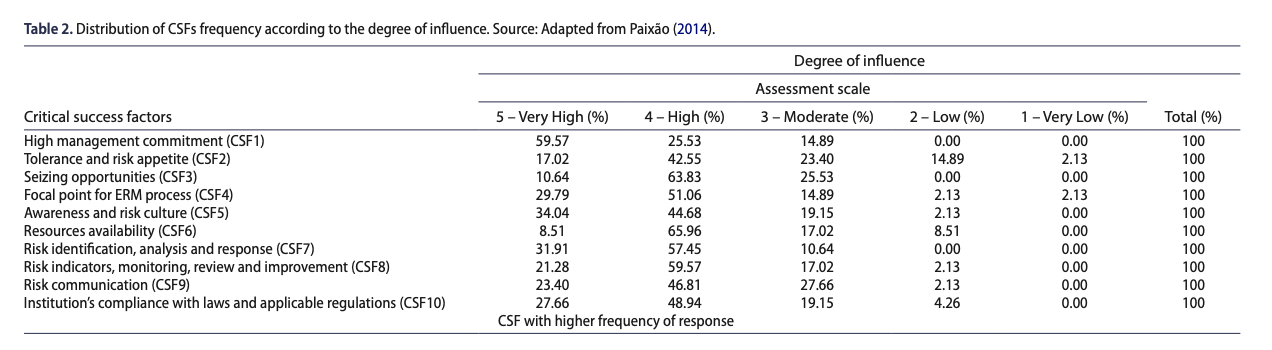 Table 2. Distribution of CSFs frequency according to the degree of influence. Source: Adapted from Paixão (2014).
Degree of influence
Assessment scale
Critical success factors 5 – Very High (%) 4 – High (%) 3 – Moderate (%) 2 – Low (%) 1 – Very Low (%) Total (%)
High management commitment (CSF1) 59.57 25.53 14.89 0.00 0.00 100
Tolerance and risk appetite (CSF2) 17.02 42.55 23.40 14.89 2.13 100
Seizing opportunities (CSF3) 10.64 63.83 25.53 0.00 0.00 100
Focal point for ERM process (CSF4) 29.79 51.06 14.89 2.13 2.13 100
Awareness and risk culture (CSF5) 34.04 44.68 19.15 2.13 0.00 100
Resources availability (CSF6) 8.51 65.96 17.02 8.51 0.00 100
Risk identification, analysis and response (CSF7) 31.91 57.45 10.64 0.00 0.00 100
Risk indicators, monitoring, review and improvement (CSF8) 21.28 59.57 17.02 2.13 0.00 100
Risk communication (CSF9) 23.40 46.81 27.66 2.13 0.00 100
Institution's compliance with laws and applicable regulations (CSF10) 27.66 48.94 19.15 4.26 0.00 100
CSF with higher frequency of response